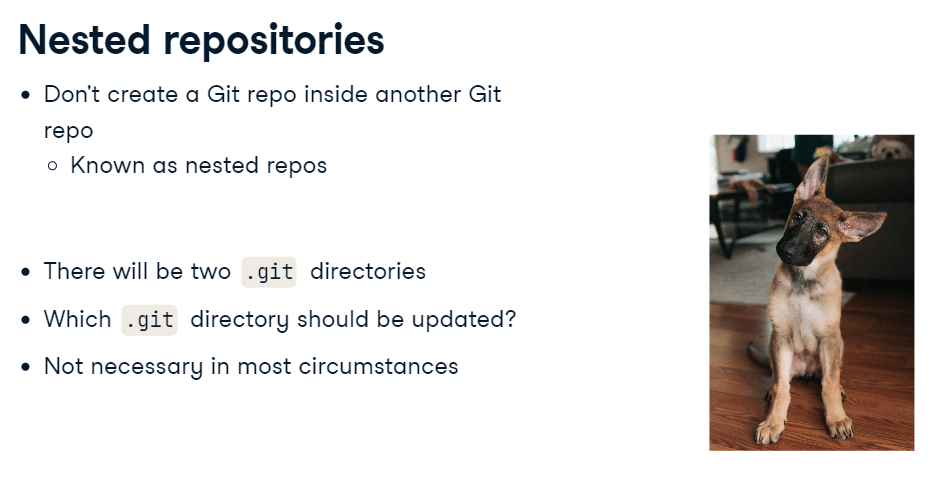 Nested repositories
Don't create a Git repo inside another Git
repo
Known as nested repos
There will be two .git directories
Which .git directory should be updated?
Not necessary in most circumstances